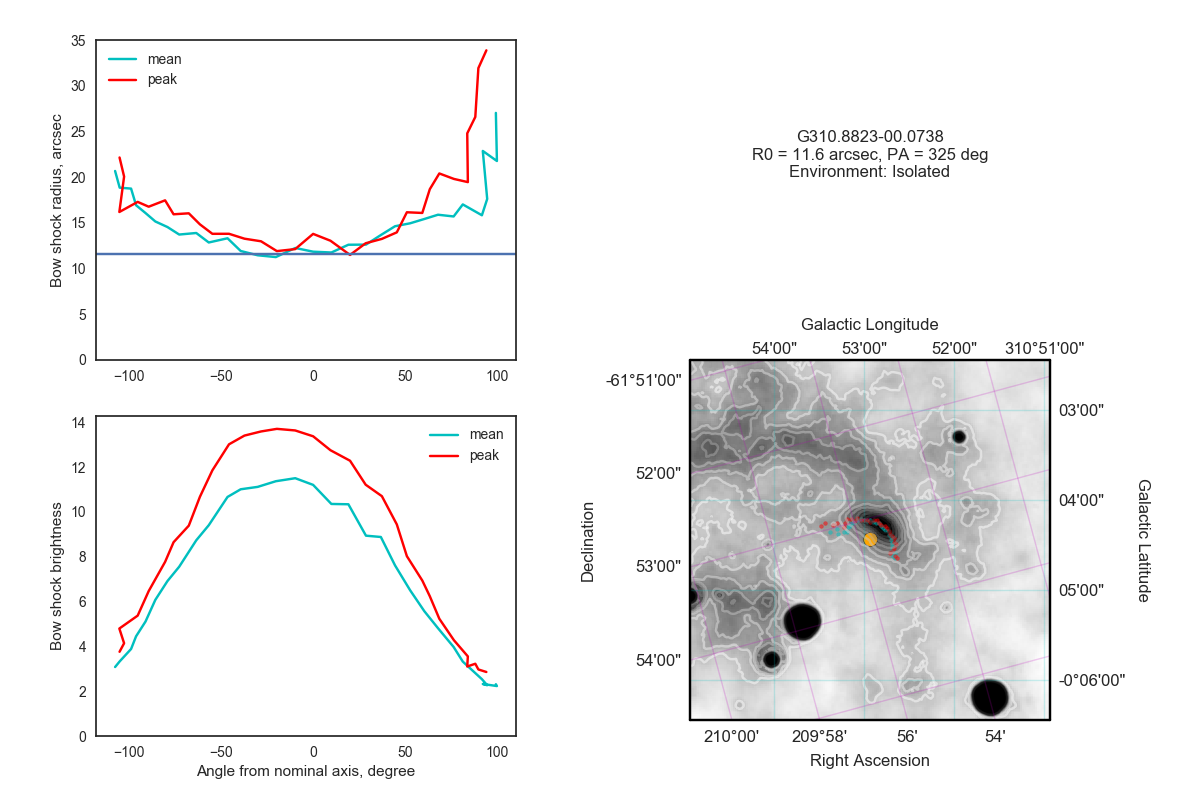 35
30
25
20
15
10
5
0
Bow shock radius, arcsec
mean
peak
−100
−50
0
50
100
14
12
10
8
6
4
2
0
Bow shock brightness
mean
peak
−100
−50
0
50
100
Angle from nominal axis, degree
G310.8823-00.0738
R0 = 11.6 arcsec, PA = 325 deg
Environment: Isolated
Galactic Longitude
54'00" 53'00" 52'00" 310°51'00"
-61°51'00"
52'00"
53'00"
54'00"
Declination
03'00"
04'00"
05'00"
-0°06'00"
Galactic Latitude
210°00' 209°58' 56' 54'
Right Ascension